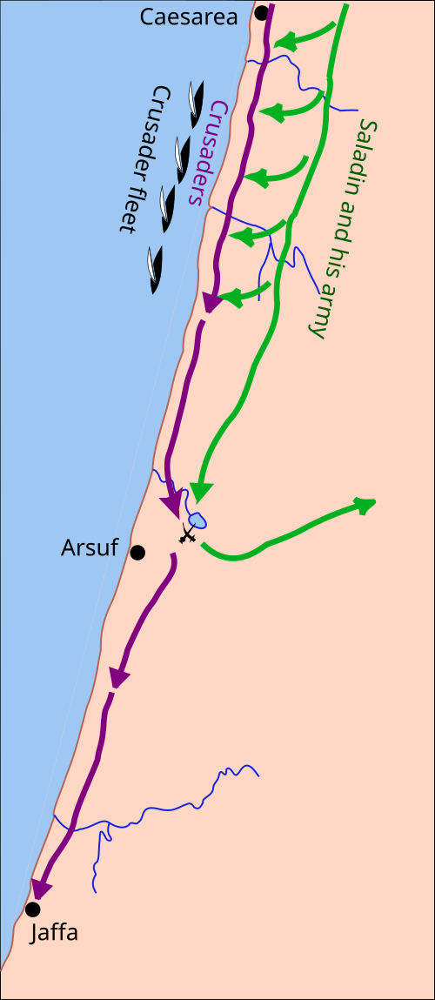 Caesarea
Crusader fleet
Crusaders
Saladin and his army
Arsuf
Jaffa